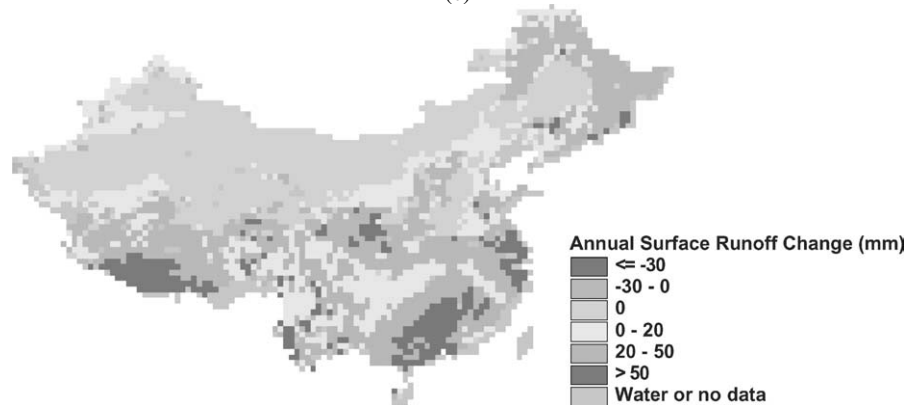 Annual Surface Runoff Change (mm)
<= -30
-30 - 0
0
0 - 20
20 - 50
> 50
Water or no data